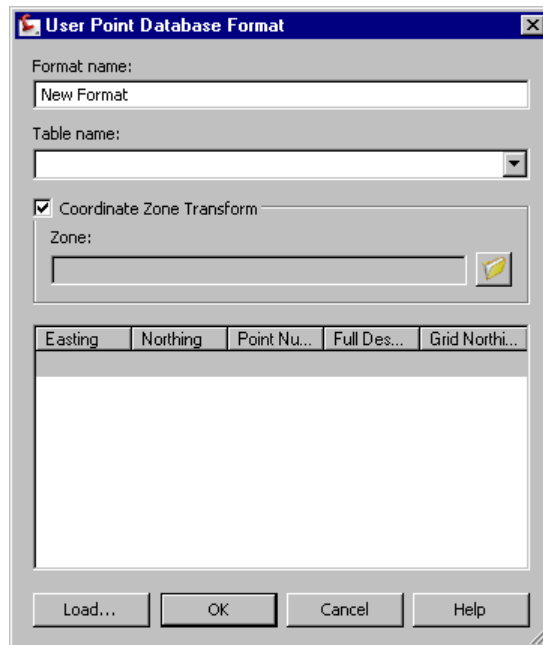 User Point Database Format
Format name:
New Format
Table name:
Coordinate Zone Transform
Zone:
Easting Northing Point Nu... Full Des... Grid Northi...
Load... OK Cancel Help